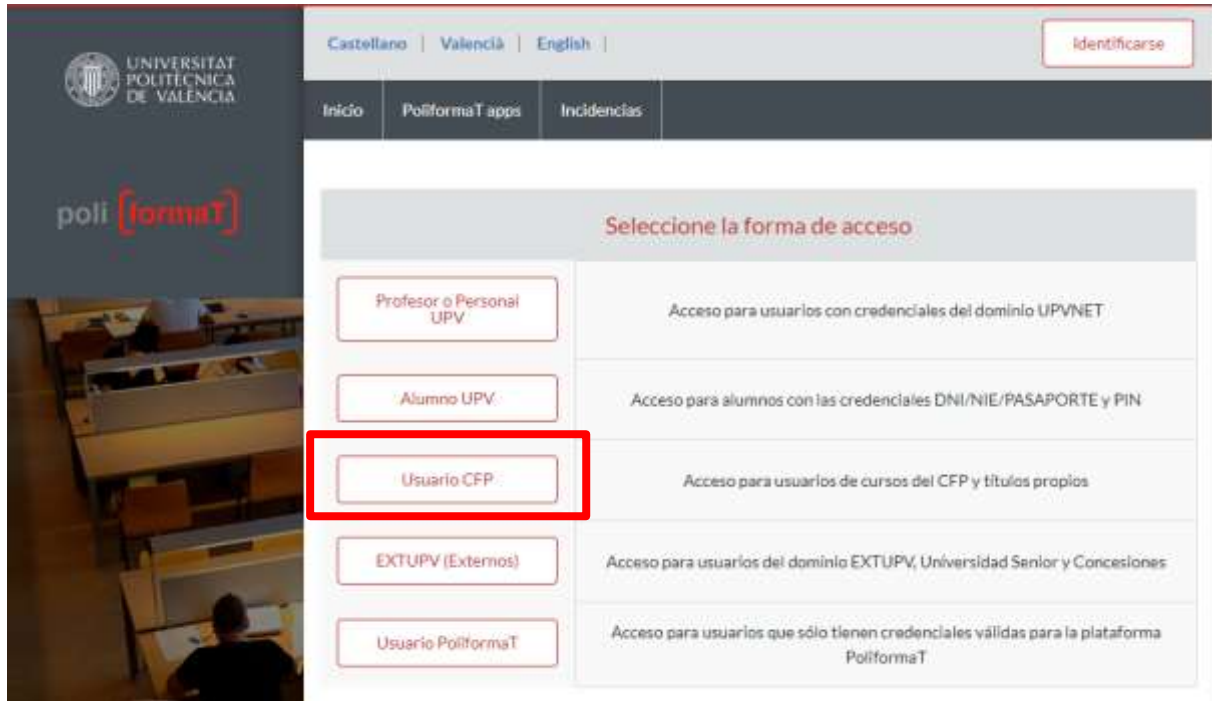 UNIVERSITAT
POLITÈCNICA
DE VALÈNCIA
poli [formaT]
Castellano | Valencià | English |
Identificarse
Inicio
PoliformaT apps
Incidencias
Seleccione la forma de acceso
Profesor o Personal
UPV
Acceso para usuarios con credenciales del dominio UPVNET
Alumno UPV
Acceso para alumnos con las credenciales DNI/NIE/PASAPORTE y PIN
Usuario CFP
Acceso para usuarios de cursos del CFP y títulos propios
EXTUPV (Externos)
Acceso para usuarios del dominio EXTUPV, Universidad Senior y Concesiones
Usuario PoliformaT
Acceso para usuarios que sólo tienen credenciales válidas para la plataforma
PoliformaT